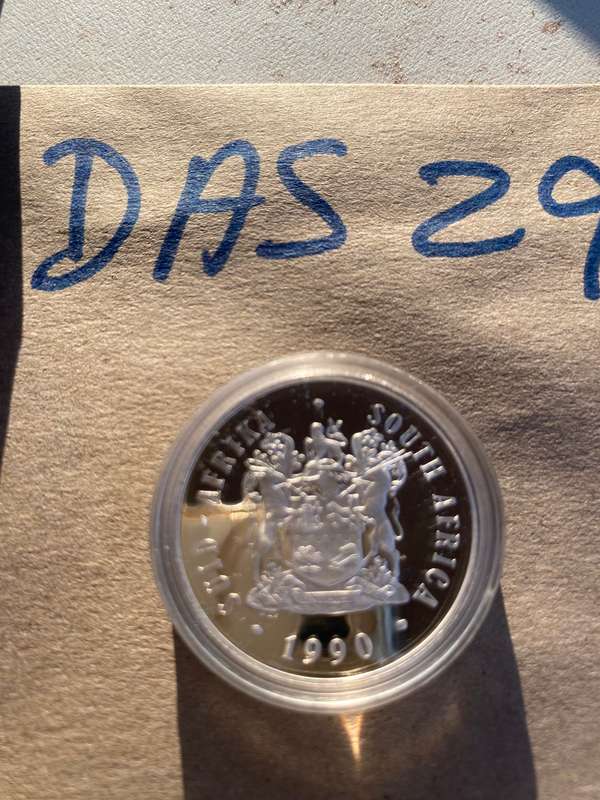 DAS 29
SUID - AFRIKA
SOUTH AFRICA
1990